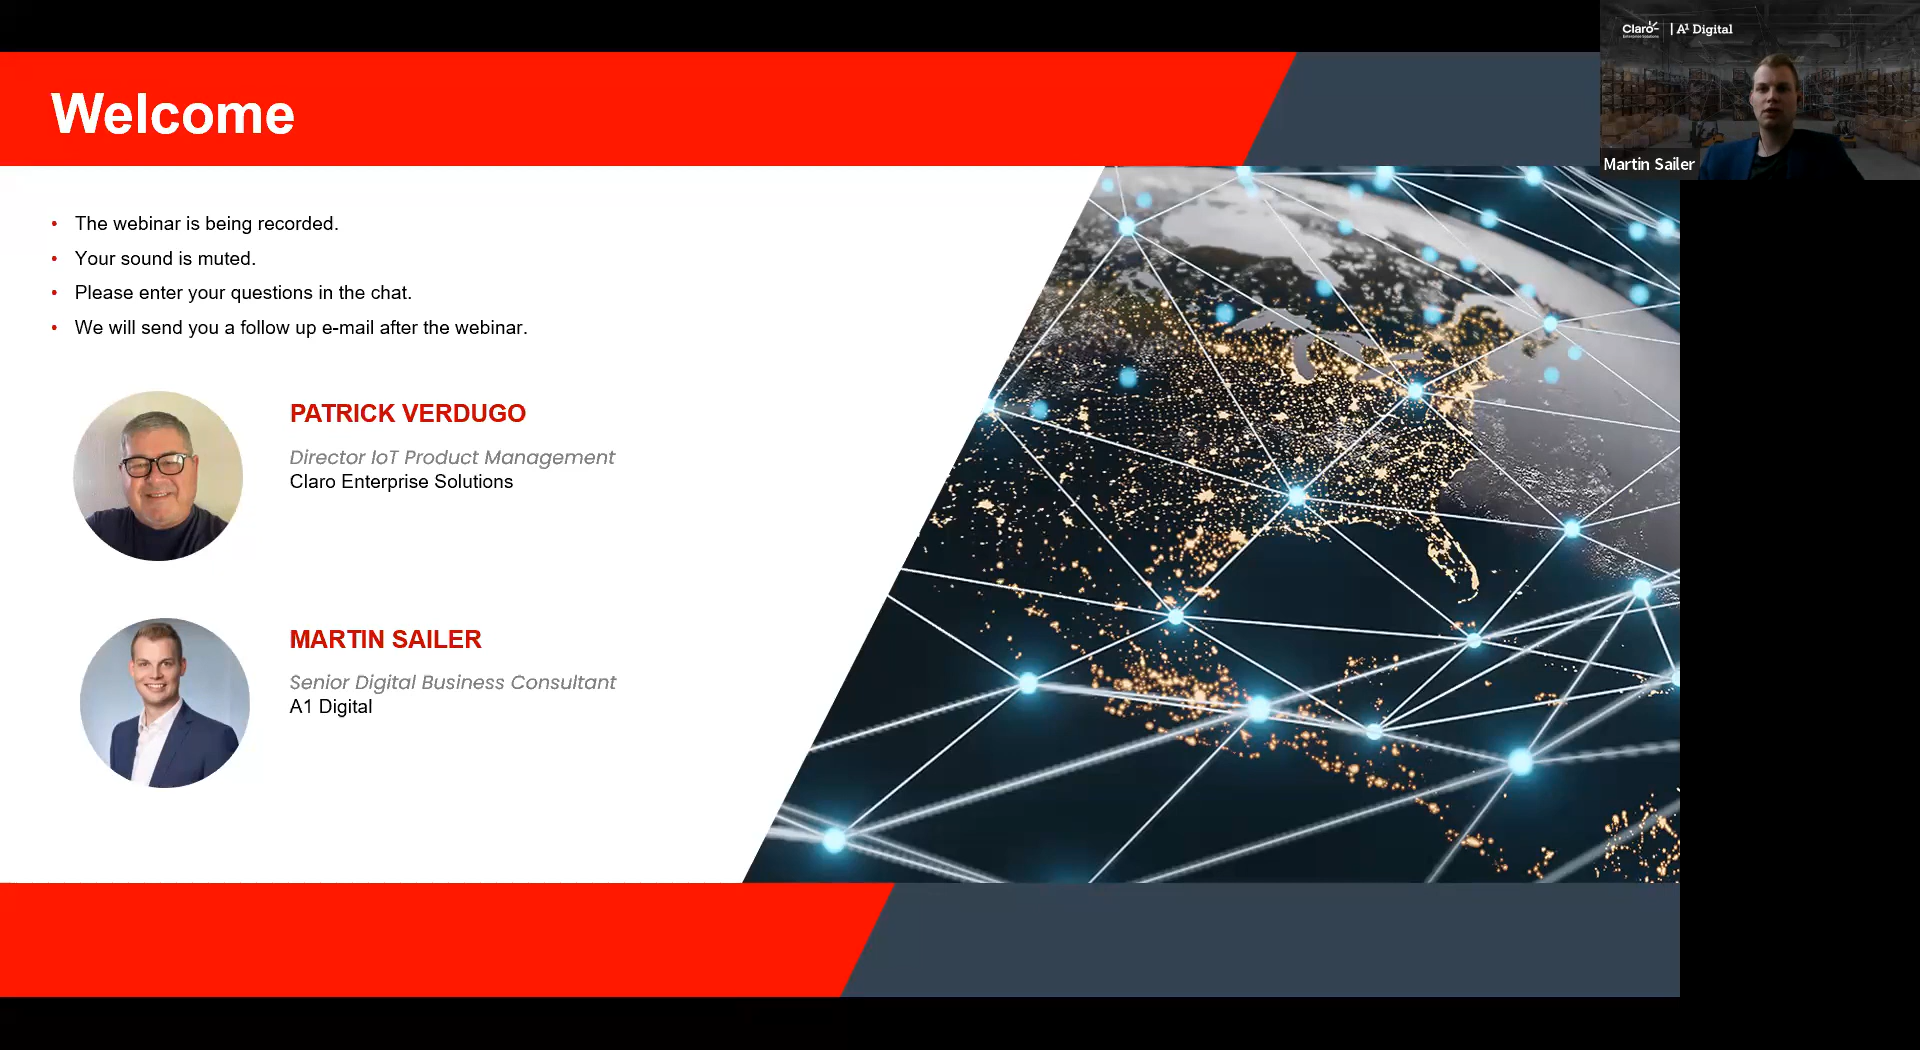 Welcome
• The webinar is being recorded.
• Your sound is muted.
• Please enter your questions in the chat.
• We will send you a follow up e-mail after the webinar.
PATRICK VERDUGO
Director IoT Product Management
Claro Enterprise Solutions
MARTIN SAILER
Senior Digital Business Consultant
A1 Digital
Claro | A1 Digital
Enterprise Solutions
Martin Sailer